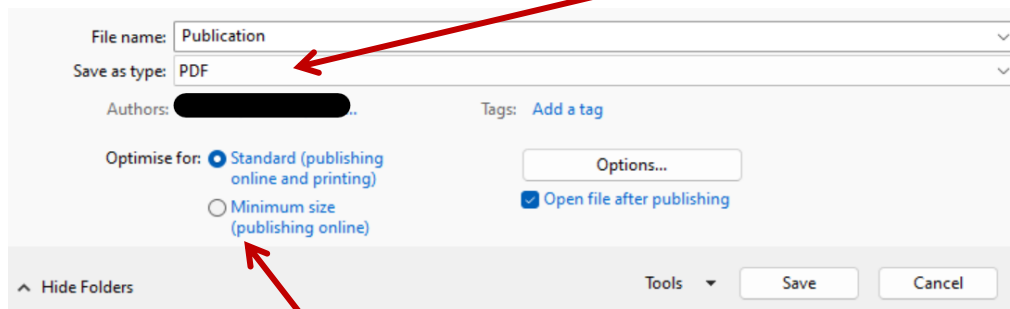 File name: Publication
Save as type: PDF
Authors: .. Tags: Add a tag
Optimise for: Standard (publishing
online and printing)
Options...
Minimum size
(publishing online)
Open file after publishing
Hide Folders
Tools Save Cancel